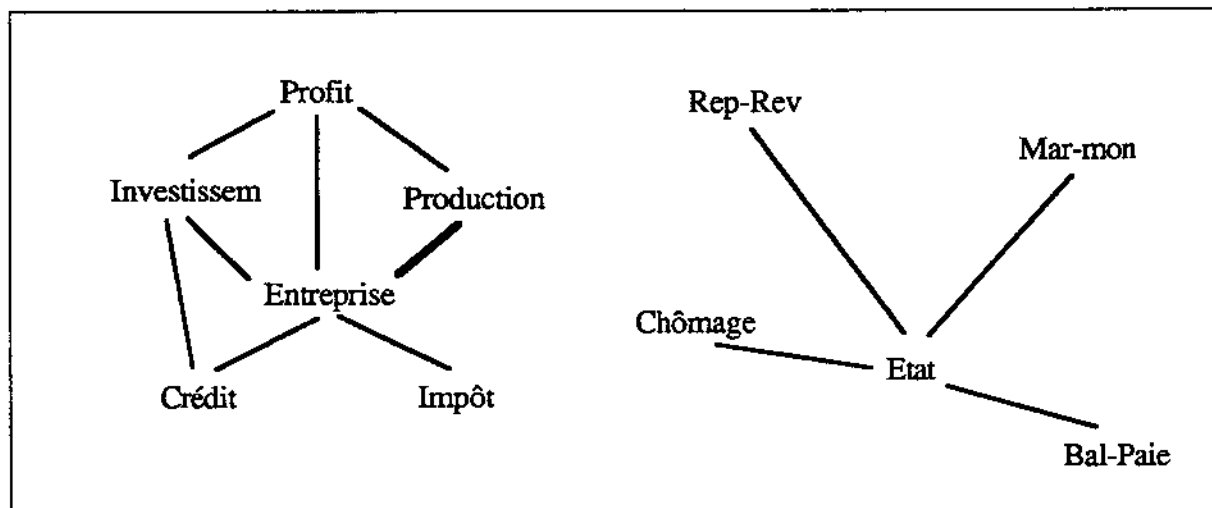 Profit
Investissem
Production
Entreprise
Crédit
Impôt
Rep-Rev
Mar-mon
Chômage
Etat
Bal-Paie